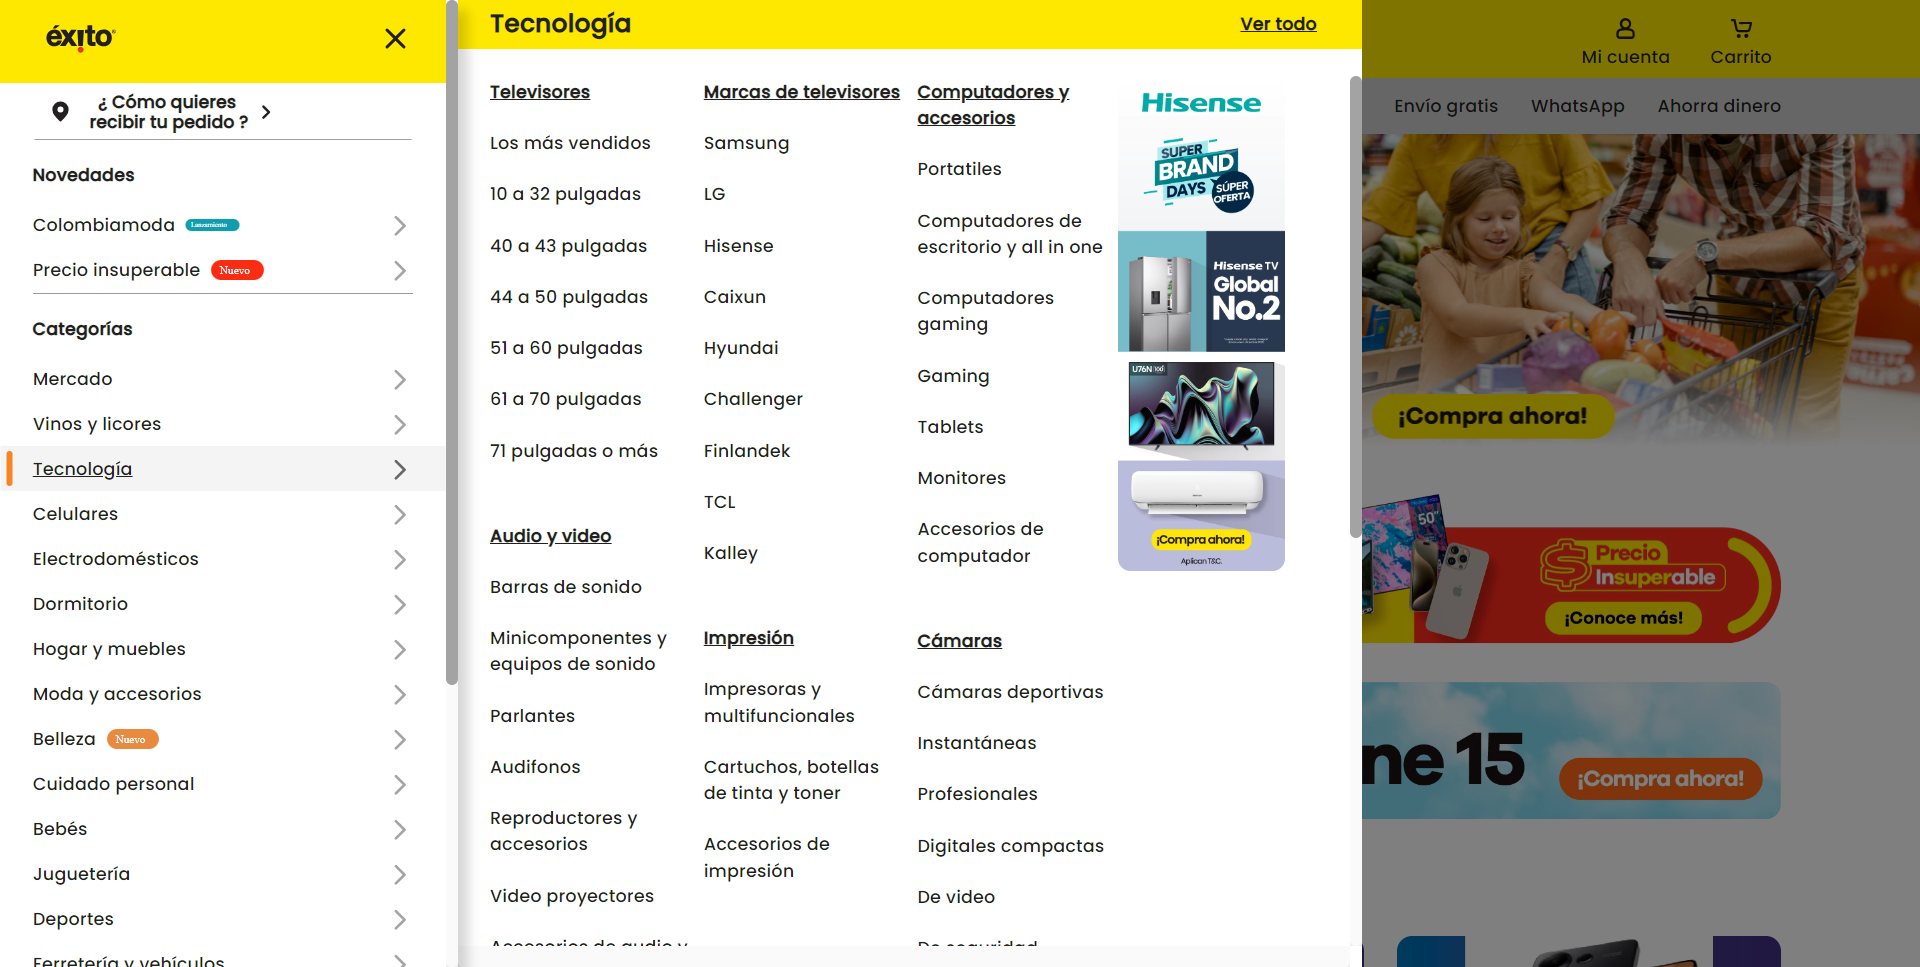 éxito
¿ Cómo quieres
recibir tu pedido ?
Novedades
Colombiamoda Lanzamiento
Precio insuperable Nuevo
Categorías
Mercado
Vinos y licores
Tecnología
Celulares
Electrodomésticos
Dormitorio
Hogar y muebles
Moda y accesorios
Belleza Nuevo
Cuidado personal
Bebés
Juguetería
Deportes
Ferretería y vehículos
Tecnología
Ver todo
Televisores
Los más vendidos
10 a 32 pulgadas
40 a 43 pulgadas
44 a 50 pulgadas
51 a 60 pulgadas
61 a 70 pulgadas
71 pulgadas o más
Audio y video
Barras de sonido
Minicomponentes y
equipos de sonido
Parlantes
Audifonos
Reproductores y
accesorios
Video proyectores
Accesorios de audio y
Marcas de televisores
Samsung
LG
Hisense
Caixun
Hyundai
Challenger
Finlandek
TCL
Kalley
Impresión
Impresoras y
multifuncionales
Cartuchos, botellas
de tinta y toner
Accesorios de
impresión
Computadores y
accesorios
Portatiles
Computadores de
escritorio y all in one
Computadores
gaming
Gaming
Tablets
Monitores
Accesorios de
computador
Cámaras
Cámaras deportivas
Instantáneas
Profesionales
Digitales compactas
De video
De seguridad
Hisense
SUPER
BRAND
DAYS
SÚPER
OFERTA
Hisense TV
Global
No.2
U76N
¡Compra ahora!
Aplican T&C.
Mi cuenta
Carrito
Envío gratis
WhatsApp
Ahorra dinero
¡Compra ahora!
50"
Precio
Insuperable
¡Conoce más!
ne 15
¡Compra ahora!